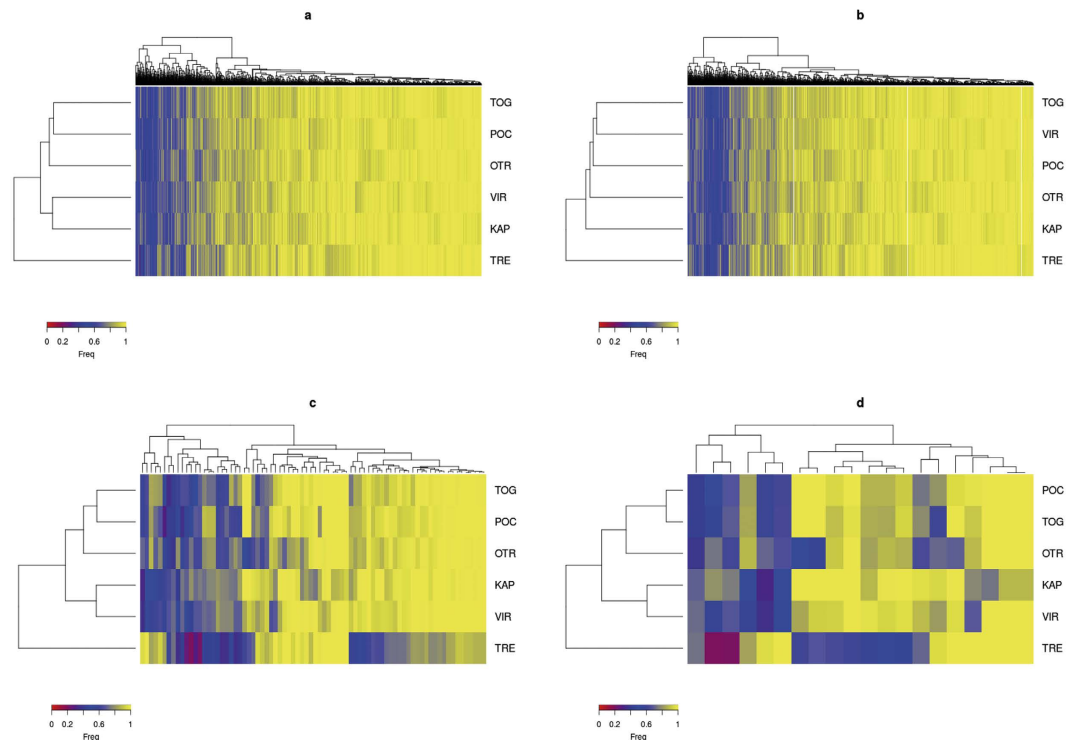 a
TOG
POC
OTR
VIR
KAP
TRE
0 0.2 0.6 1
Freq
b
TOG
VIR
POC
OTR
KAP
TRE
0 0.2 0.6 1
Freq
c
TOG
POC
OTR
KAP
VIR
TRE
0 0.2 0.6 1
Freq
d
POC
TOG
OTR
KAP
VIR
TRE
0 0.2 0.6 1
Freq